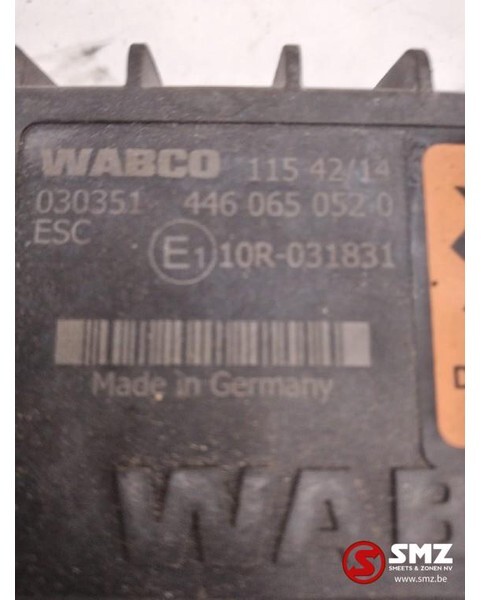 WABCO 115 42/14
030351 446 065 052 0
ESC
E1 10R-031831
Made in Germany
WAB
SMZ
SMEETS & ZONEN NV
www.smz.be